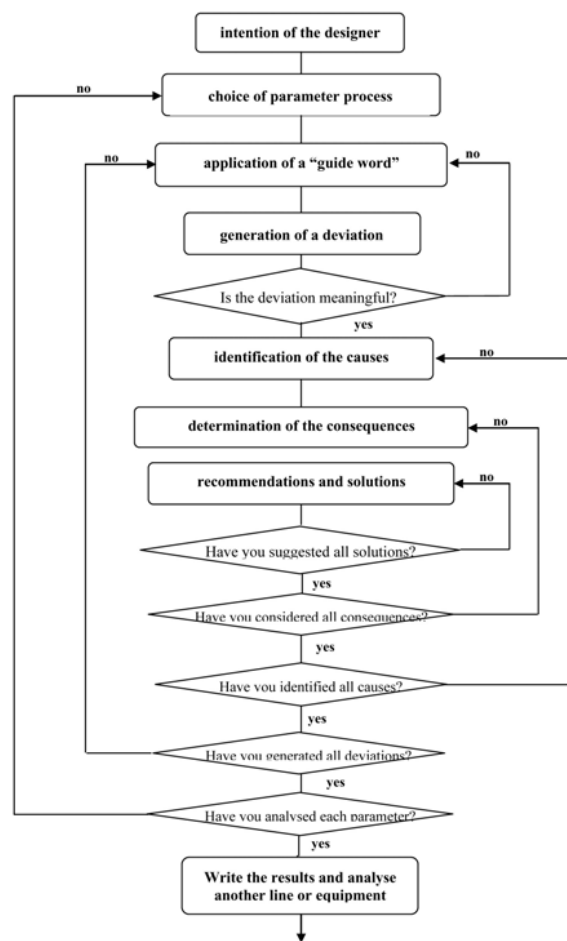 intention of the designer
no
choice of parameter process
no
application of a “guide word”
no
generation of a deviation
Is the deviation meaningful?
yes
identification of the causes
no
determination of the consequences
no
recommendations and solutions
no
Have you suggested all solutions?
yes
Have you considered all consequences?
yes
Have you identified all causes?
yes
Have you generated all deviations?
yes
Have you analysed each parameter?
yes
Write the results and analyse
another line or equipment